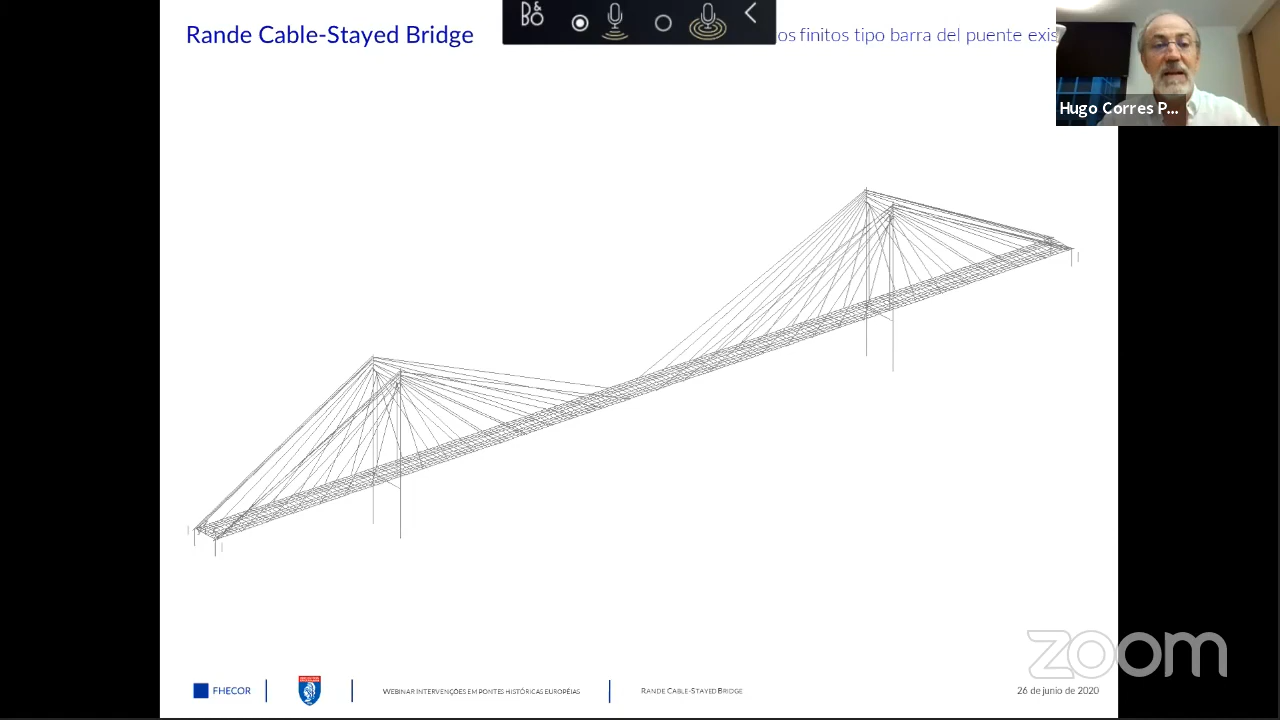 Rande Cable-Stayed Bridge
B&O
os finitos tipo barra del puente exis
Hugo Corres P...
zoom
FHECOR
WEBINAR INTERVENÇÕES EM PONTES HISTÓRICAS EUROPÉIAS
RANDE CABLE-STAYED BRIDGE
26 de junio de 2020